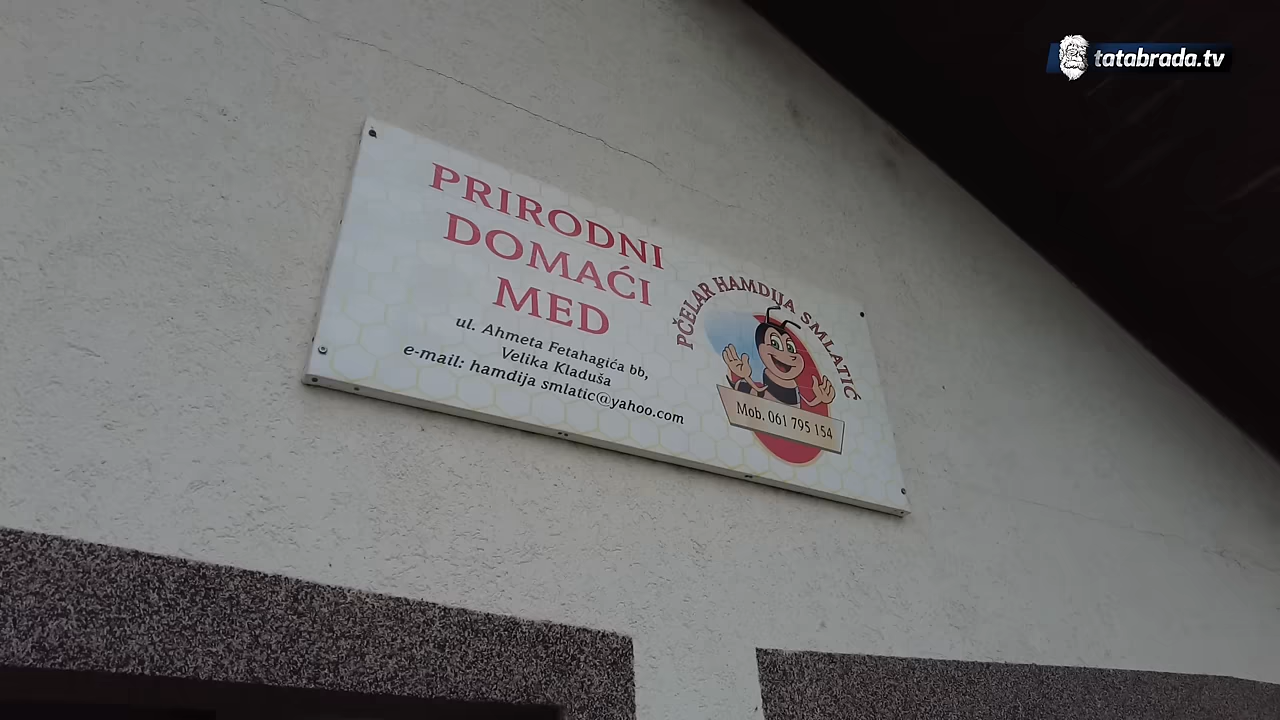 tatabrada.tv
PRIRODNI
DOMAĆI
MED
ul. Ahmeta Fetahagića bb,
Velika Kladuša
e-mail: hamdija smlatic@yahoo.com
PČELAR HAMDIJA SMLATIĆ
Mob. 061 795 154